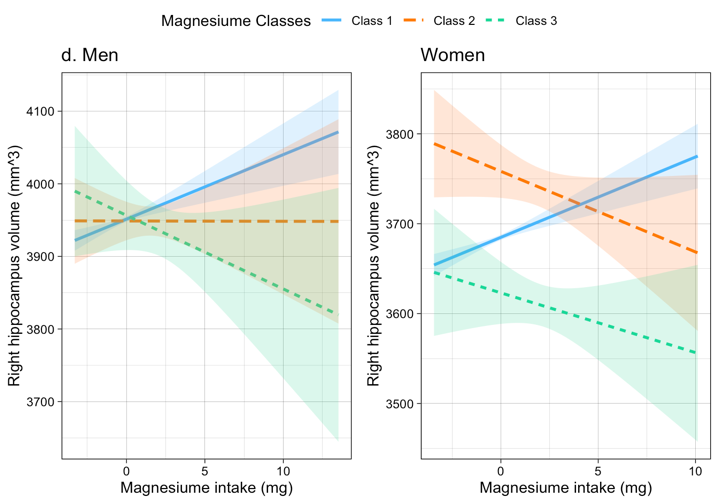 Magnesiume Classes Class 1 Class 2 Class 3
d. Men
Women
Right hippocampus volume (mm^3)
4100
4000
3900
3800
3700
0 5 10
Magnesiume intake (mg)
Right hippocampus volume (mm^3)
3800
3700
3600
3500
0 5 10
Magnesiume intake (mg)